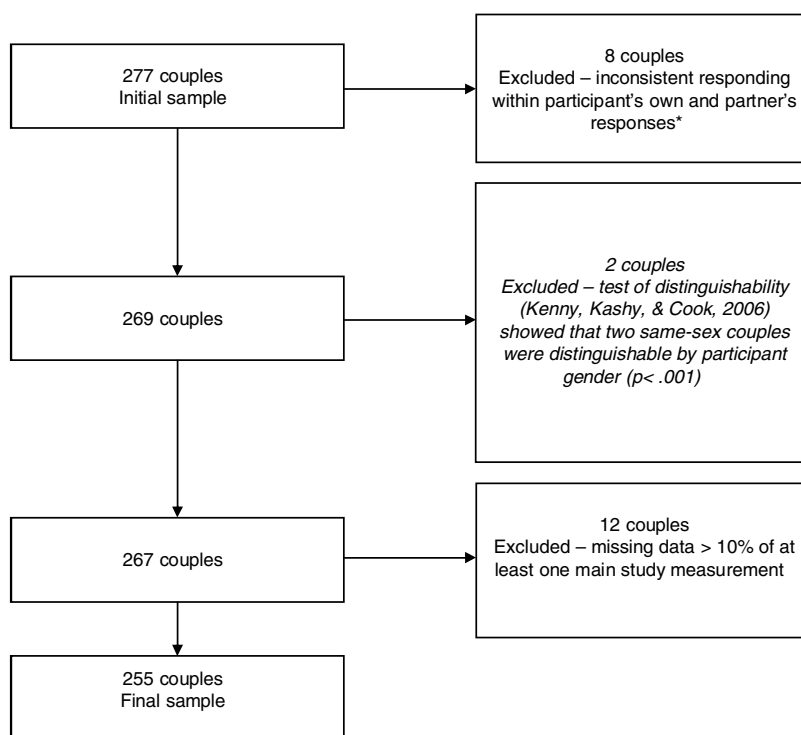 277 couples
Initial sample
8 couples
Excluded – inconsistent responding
within participant's own and partner's
responses*
269 couples
2 couples
Excluded – test of distinguishability
(Kenny, Kashy, & Cook, 2006)
showed that two same-sex couples
were distinguishable by participant
gender (p< .001)
267 couples
12 couples
Excluded – missing data > 10% of at
least one main study measurement
255 couples
Final sample